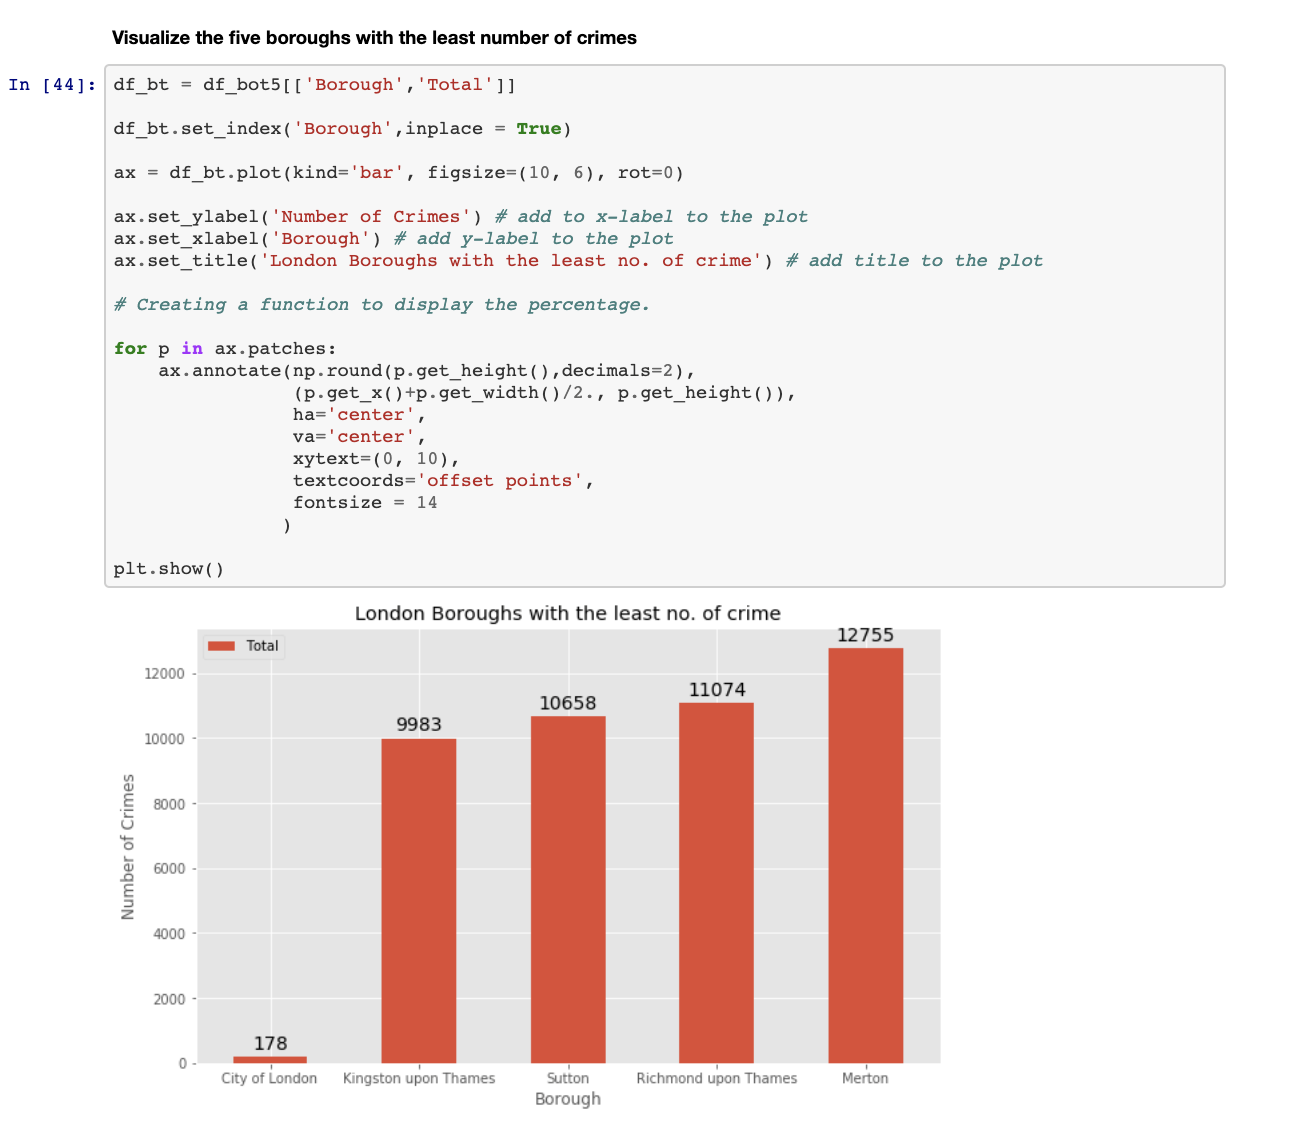 Visualize the five boroughs with the least number of crimes
In [44]:
df_bt = df_bot5[['Borough','Total']]
df_bt.set_index('Borough',inplace = True)
ax = df_bt.plot(kind='bar', figsize=(10, 6), rot=0)
ax.set_ylabel('Number of Crimes') # add to x-label to the plot
ax.set_xlabel('Borough') # add y-label to the plot
ax.set_title('London Boroughs with the least no. of crime') # add title to the plot
# Creating a function to display the percentage.
for p in ax.patches:
    ax.annotate(np.round(p.get_height(),decimals=2),
                (p.get_x()+p.get_width()/2., p.get_height()),
                ha='center',
                va='center',
                xytext=(0, 10),
                textcoords='offset points',
                fontsize = 14
               )
plt.show()
London Boroughs with the least no. of crime
Total
12755
11074
10658
9983
178
12000
10000
8000
6000
4000
2000
0
Number of Crimes
City of London
Kingston upon Thames
Sutton
Richmond upon Thames
Merton
Borough